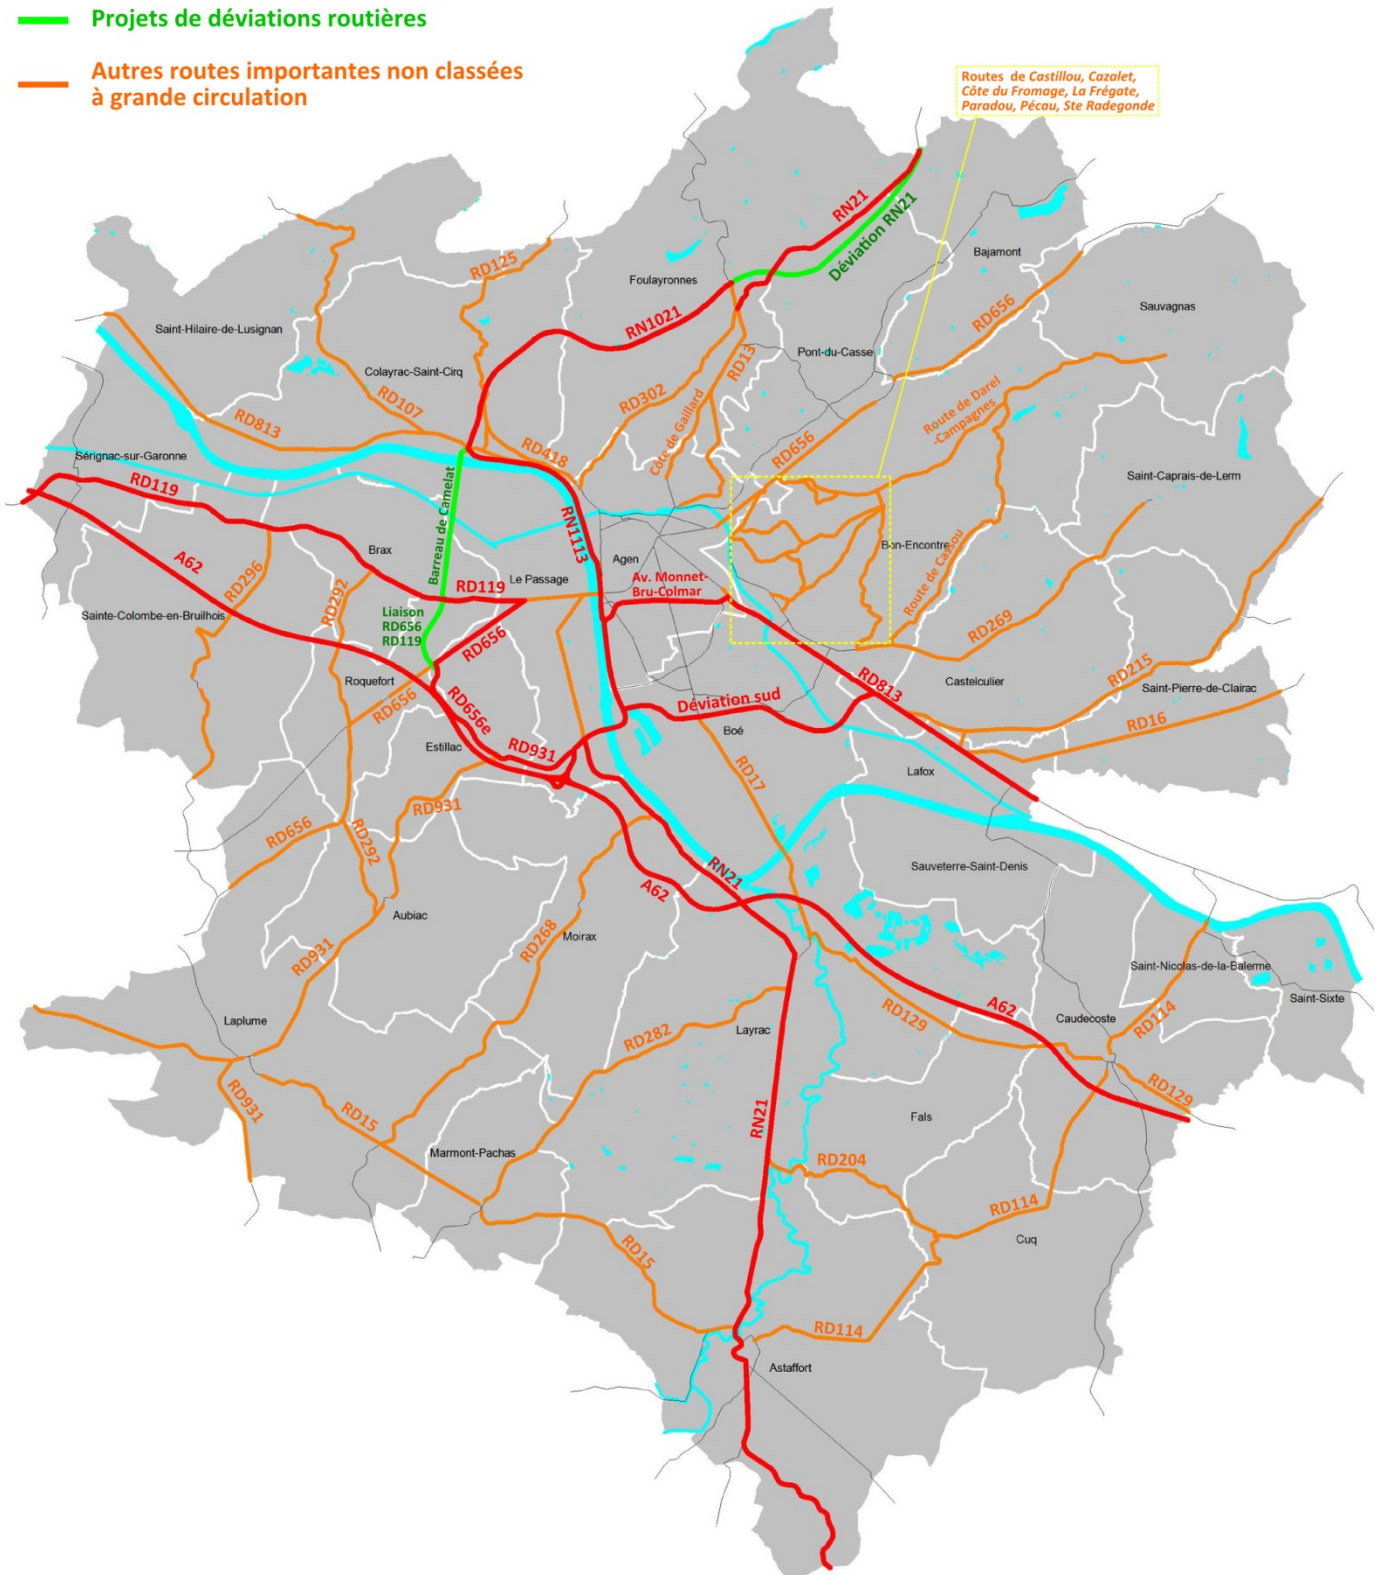 Projets de déviations routières
Autres routes importantes non classées
à grande circulation
Routes de Castillou, Cazalet,
Côte du Fromage, La Frégate,
Paradou, Pécau, Ste Radegonde
RN21
Déviation RN21
Bajamont
RD125
Foulayronnes
RD656
Sauvagnas
Saint-Hilaire-de-Lusignan
RN1021
Pont-du-Casse
RD13
Colayrac-Saint-Cirq
RD302
RD107
Route de Darel
-Campagnes
Côte de Gaillard
RD813
RD418
RD656
Sérignac-sur-Garonne
Saint-Caprais-de-Lerm
RD119
Barreau de Camelat
RN1113
Bon-Encontre
Brax
A62
Agen
RD296
RD292
RD119
Le Passage
Av. Monnet-
Bru-Colmar
Route de Cassou
Sainte-Colombe-en-Bruilhois
Liaison
RD656
RD119
RD656
RD269
RD215
Roquefort
RD656
RD813
Castelculier
Saint-Pierre-de-Clairac
RD656e
Déviation sud
RD16
Boé
Estillac
RD931
RD17
Lafox
RD931
RD656
RD292
RN21
A62
Sauveterre-Saint-Denis
Aubiac
RD268
Moirax
RD931
Saint-Nicolas-de-la-Balerme
Saint-Sixte
Laplume
RD282
Layrac
RD129
A62
Caudecoste
RD114
RD931
RD15
RN21
Fals
RD129
Marmont-Pachas
RD204
RD114
Cuq
RD15
RD114
Astaffort